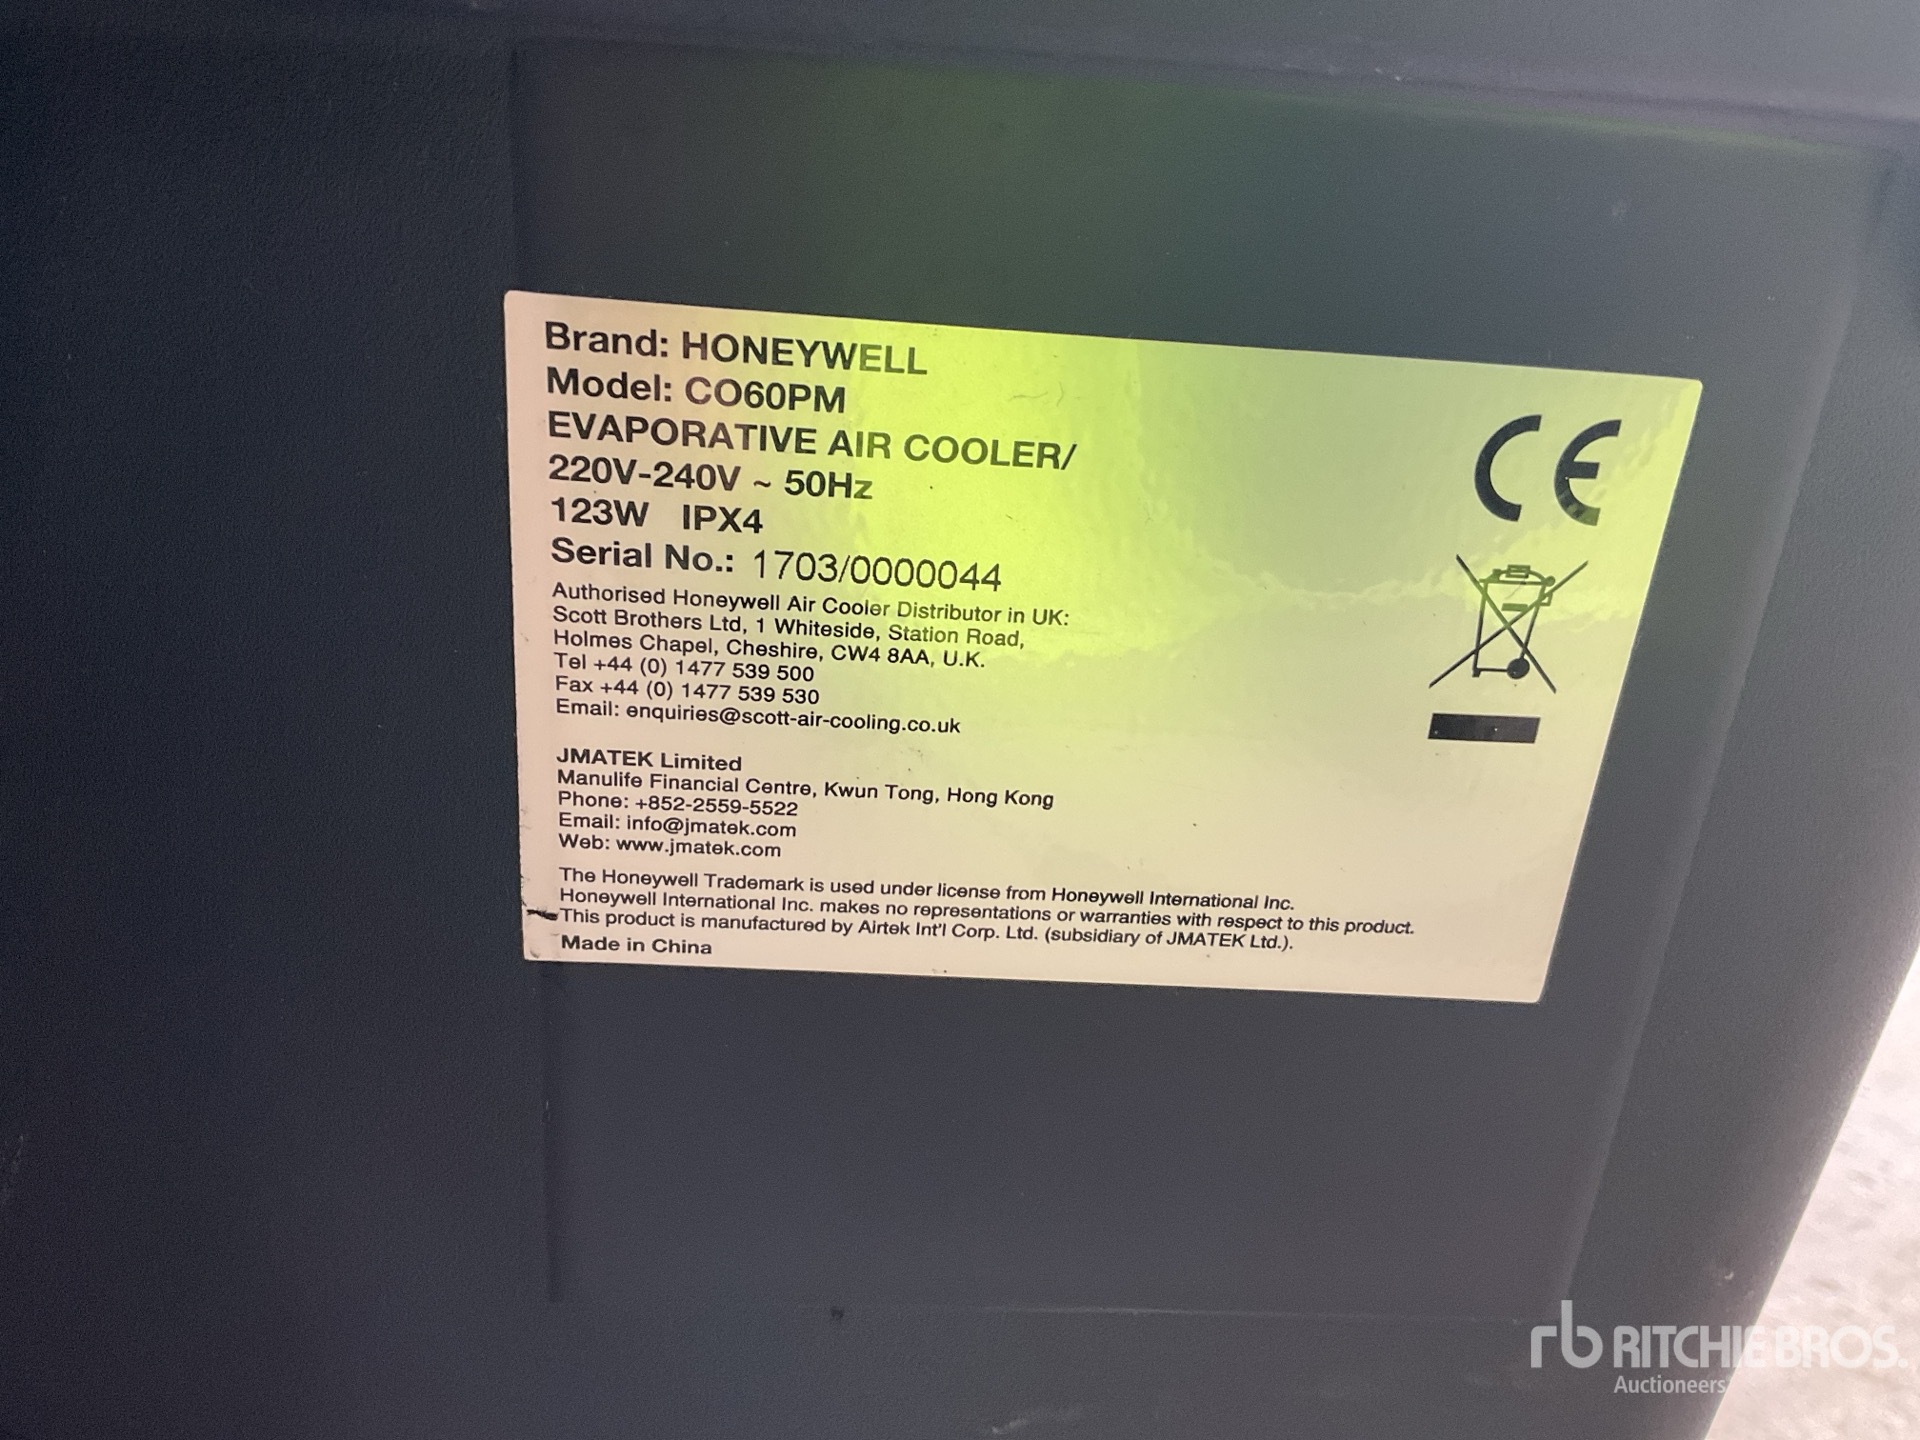 Brand: HONEYWELL
Model: CO60PM
EVAPORATIVE AIR COOLER/
220V-240V ~ 50Hz
123W IPX4
Serial No.: 1703/0000044
Authorised Honeywell Air Cooler Distributor in UK:
Scott Brothers Ltd, 1 Whiteside, Station Road,
Holmes Chapel, Cheshire, CW4 8AA, U.K.
Tel +44 (0) 1477 539 500
Fax +44 (0) 1477 539 530
Email: enquiries@scott-air-cooling.co.uk
JMATEK Limited
Manulife Financial Centre, Kwun Tong, Hong Kong
Phone: +852-2559-5522
Email: info@jmatek.com
Web: www.jmatek.com
The Honeywell Trademark is used under license from Honeywell International Inc.
Honeywell International Inc. makes no representations or warranties with respect to this product.
This product is manufactured by Airtek Int'l Corp. Ltd. (subsidiary of JMATEK Ltd.).
Made in China
CE
rb RITCHIE BROS.
Auctioneers